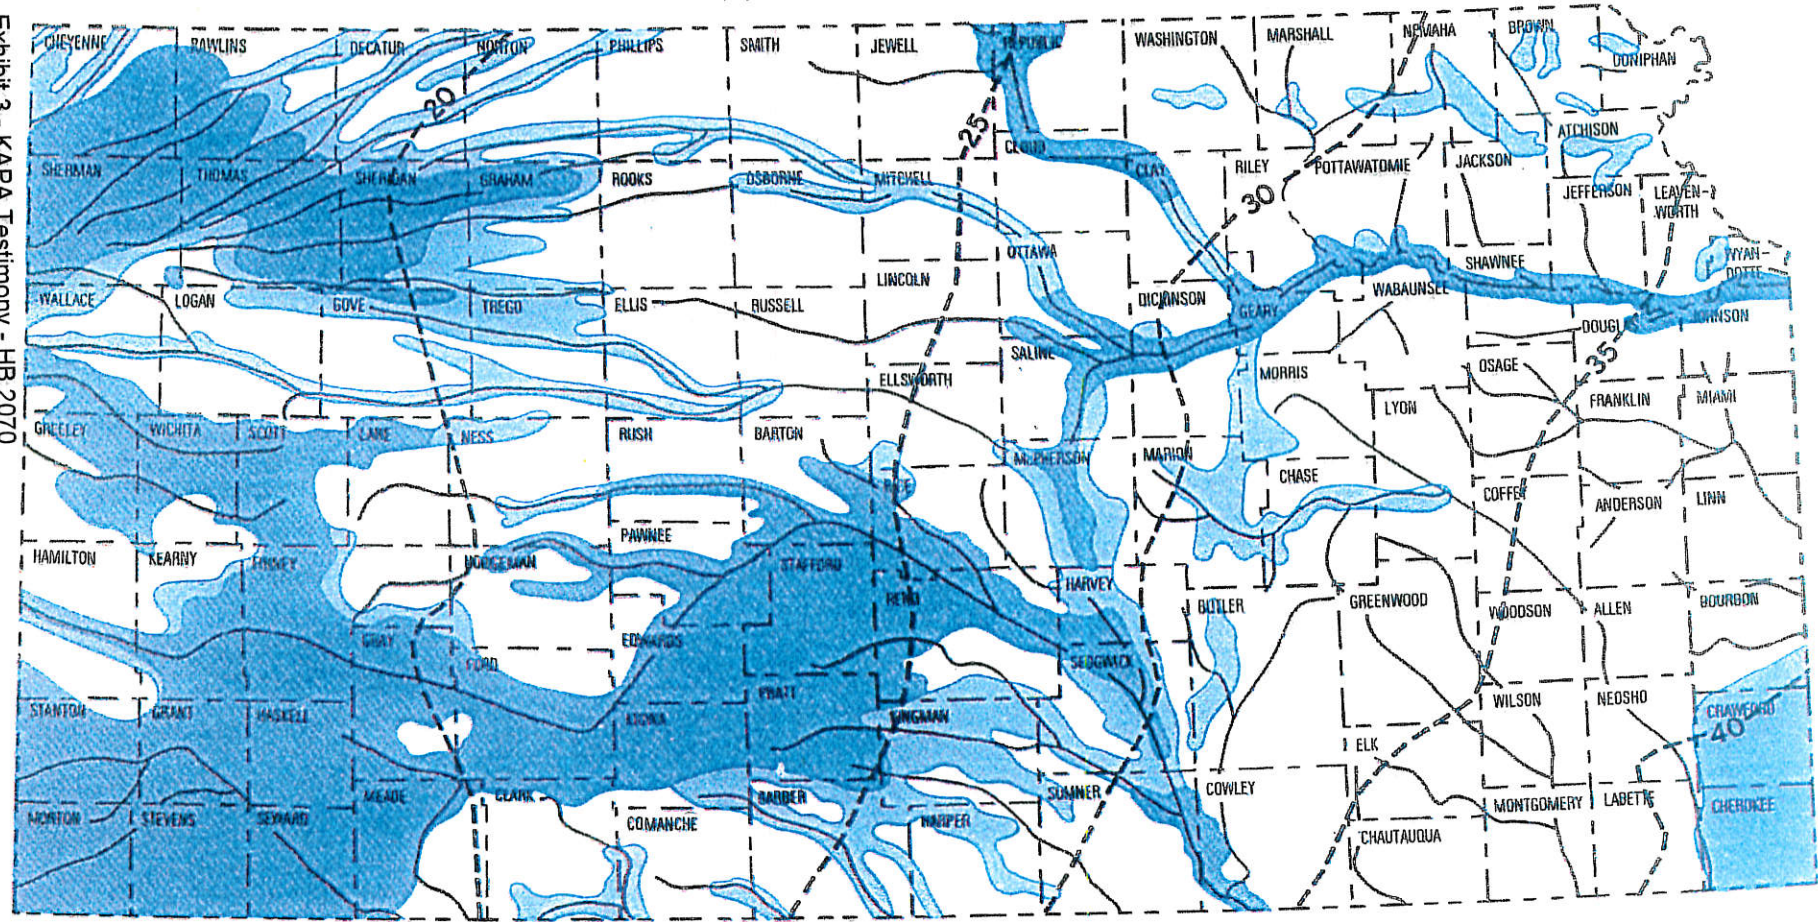 Exhibit 3 - KAPA Testimony - HB 2070
CHEYENNE
RAWLINS
DECATUR
NORTON
PHILLIPS
SMITH
JEWELL
REPUBLIC
WASHINGTON
MARSHALL
NEMAHA
BROWN
DONIPHAN
20
25
SHERMAN
THOMAS
SHERIDAN
GRAHAM
ROOKS
OSBORNE
MITCHELL
CLOUD
CLAY
RILEY
POTTAWATOMIE
JACKSON
ATCHISON
JEFFERSON
LEAVEN-
WORTH
30
WALLACE
LOGAN
GOVE
TREGO
ELLIS
RUSSELL
LINCOLN
OTTAWA
DICKINSON
GEARY
WABAUNSEE
SHAWNEE
WYAN-
DOTTE
DOUGLAS
JOHNSON
SALINE
ELLSWORTH
MORRIS
LYON
OSAGE
35
FRANKLIN
MIAMI
GREELEY
WICHITA
SCOTT
LANE
NESS
RUSH
BARTON
RICE
McPHERSON
MARION
CHASE
COFFEY
ANDERSON
LINN
HAMILTON
KEARNY
FINNEY
HODGEMAN
PAWNEE
STAFFORD
RENO
HARVEY
BUTLER
GREENWOOD
WOODSON
ALLEN
BOURBON
GRAY
FORD
EDWARDS
SEDGWICK
STANTON
GRANT
HASKELL
KIOWA
PRATT
KINGMAN
ELK
WILSON
NEOSHO
CRAWFORD
40
MORTON
STEVENS
SEWARD
MEADE
CLARK
COMANCHE
BARBER
HARPER
SUMNER
COWLEY
CHAUTAUQUA
MONTGOMERY
LABETTE
CHEROKEE